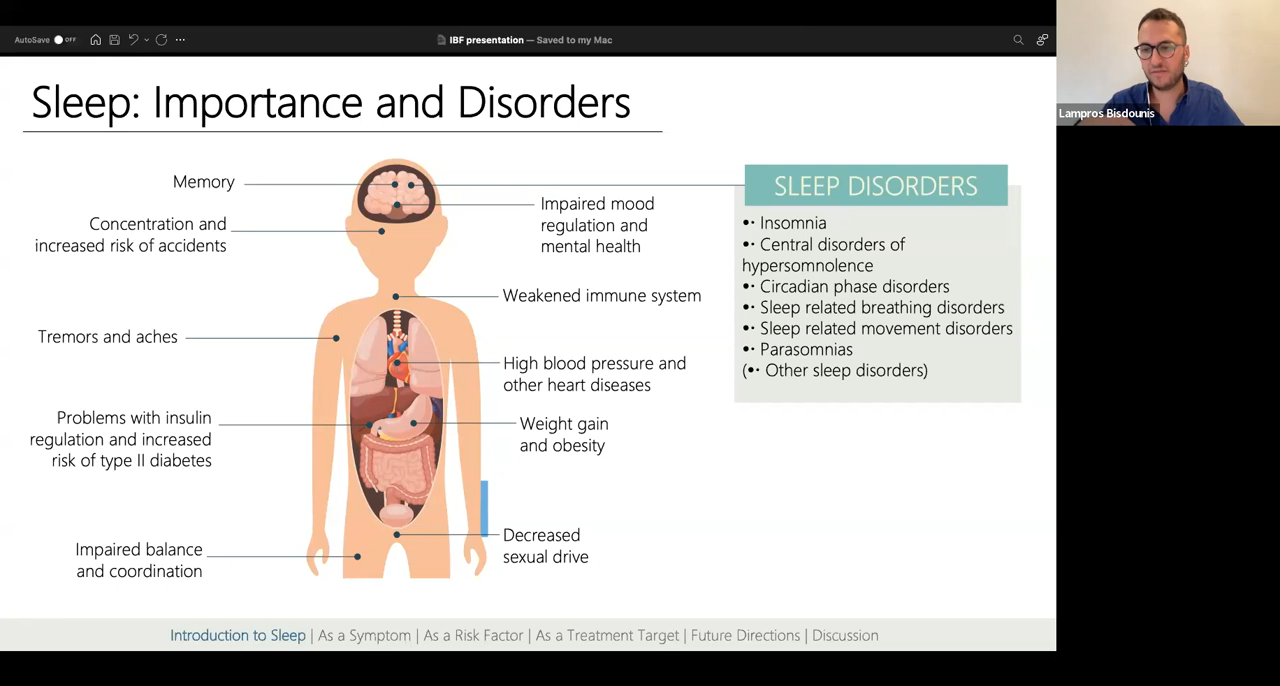 AutoSave OFF
IBF presentation — Saved to my Mac
Lampros Bisdounis
Sleep: Importance and Disorders
Memory
Concentration and
increased risk of accidents
Tremors and aches
Problems with insulin
regulation and increased
risk of type II diabetes
Impaired balance
and coordination
Impaired mood
regulation and
mental health
Weakened immune system
High blood pressure and
other heart diseases
Weight gain
and obesity
Decreased
sexual drive
SLEEP DISORDERS
•· Insomnia
•· Central disorders of
hypersomnolence
•· Circadian phase disorders
•· Sleep related breathing disorders
•· Sleep related movement disorders
•· Parasomnias
(•· Other sleep disorders)
Introduction to Sleep | As a Symptom | As a Risk Factor | As a Treatment Target | Future Directions | Discussion